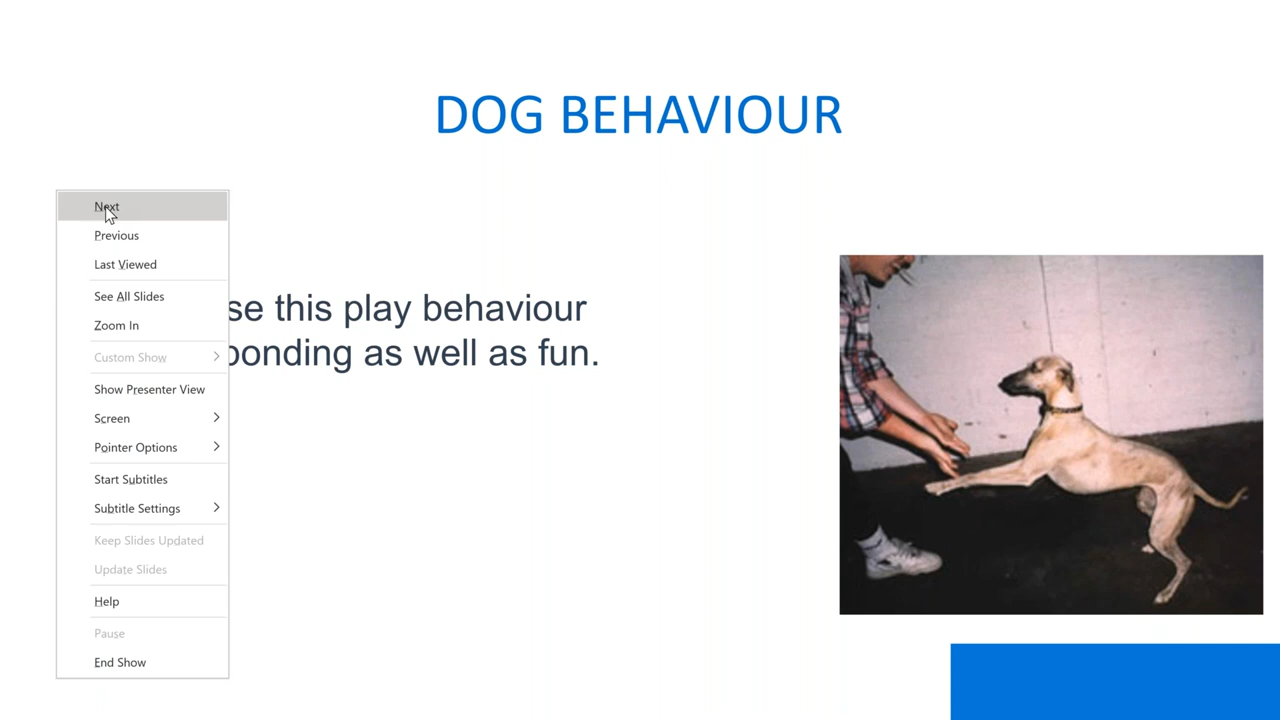 DOG BEHAVIOUR
Next
Previous
Last Viewed
See All Slides
Zoom In
Custom Show
Show Presenter View
Screen
Pointer Options
Start Subtitles
Subtitle Settings
Keep Slides Updated
Update Slides
Help
Pause
End Show
se this play behaviour
bonding as well as fun.